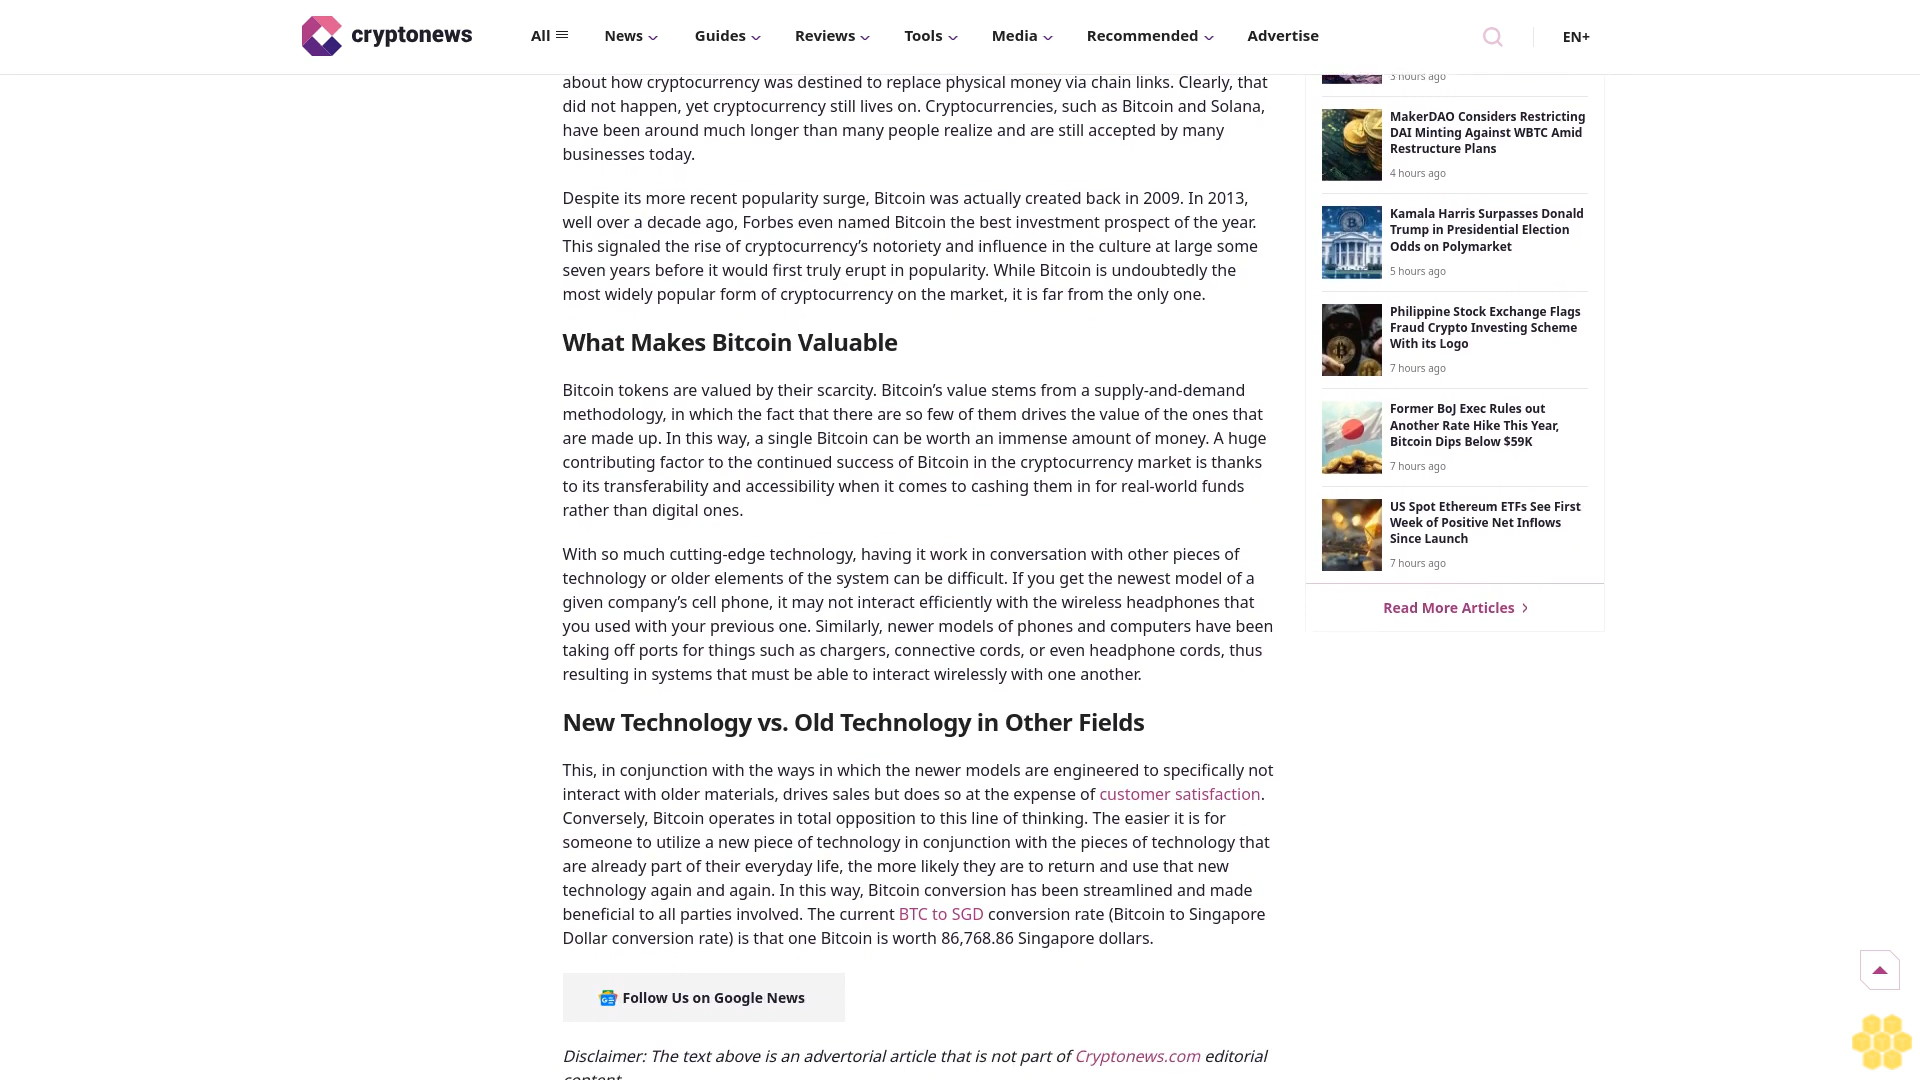 cryptonews
All
News
Guides
Reviews
Tools
Media
Recommended
Advertise
EN+
about how cryptocurrency was destined to replace physical money via chain links. Clearly, that
did not happen, yet cryptocurrency still lives on. Cryptocurrencies, such as Bitcoin and Solana,
have been around much longer than many people realize and are still accepted by many
businesses today.
Despite its more recent popularity surge, Bitcoin was actually created back in 2009. In 2013,
well over a decade ago, Forbes even named Bitcoin the best investment prospect of the year.
This signaled the rise of cryptocurrency’s notoriety and influence in the culture at large some
seven years before it would first truly erupt in popularity. While Bitcoin is undoubtedly the
most widely popular form of cryptocurrency on the market, it is far from the only one.
What Makes Bitcoin Valuable
Bitcoin tokens are valued by their scarcity. Bitcoin’s value stems from a supply-and-demand
methodology, in which the fact that there are so few of them drives the value of the ones that
are made up. In this way, a single Bitcoin can be worth an immense amount of money. A huge
contributing factor to the continued success of Bitcoin in the cryptocurrency market is thanks
to its transferability and accessibility when it comes to cashing them in for real-world funds
rather than digital ones.
With so much cutting-edge technology, having it work in conversation with other pieces of
technology or older elements of the system can be difficult. If you get the newest model of a
given company’s cell phone, it may not interact efficiently with the wireless headphones that
you used with your previous one. Similarly, newer models of phones and computers have been
taking off ports for things such as chargers, connective cords, or even headphone cords, thus
resulting in systems that must be able to interact wirelessly with one another.
New Technology vs. Old Technology in Other Fields
This, in conjunction with the ways in which the newer models are engineered to specifically not
interact with older materials, drives sales but does so at the expense of customer satisfaction.
Conversely, Bitcoin operates in total opposition to this line of thinking. The easier it is for
someone to utilize a new piece of technology in conjunction with the pieces of technology that
are already part of their everyday life, the more likely they are to return and use that new
technology again and again. In this way, Bitcoin conversion has been streamlined and made
beneficial to all parties involved. The current BTC to SGD conversion rate (Bitcoin to Singapore
Dollar conversion rate) is that one Bitcoin is worth 86,768.86 Singapore dollars.
Follow Us on Google News
Disclaimer: The text above is an advertorial article that is not part of Cryptonews.com editorial
content.
3 hours ago
MakerDAO Considers Restricting
DAI Minting Against WBTC Amid
Restructure Plans
4 hours ago
Kamala Harris Surpasses Donald
Trump in Presidential Election
Odds on Polymarket
5 hours ago
Philippine Stock Exchange Flags
Fraud Crypto Investing Scheme
With its Logo
7 hours ago
Former BoJ Exec Rules out
Another Rate Hike This Year,
Bitcoin Dips Below $59K
7 hours ago
US Spot Ethereum ETFs See First
Week of Positive Net Inflows
Since Launch
7 hours ago
Read More Articles